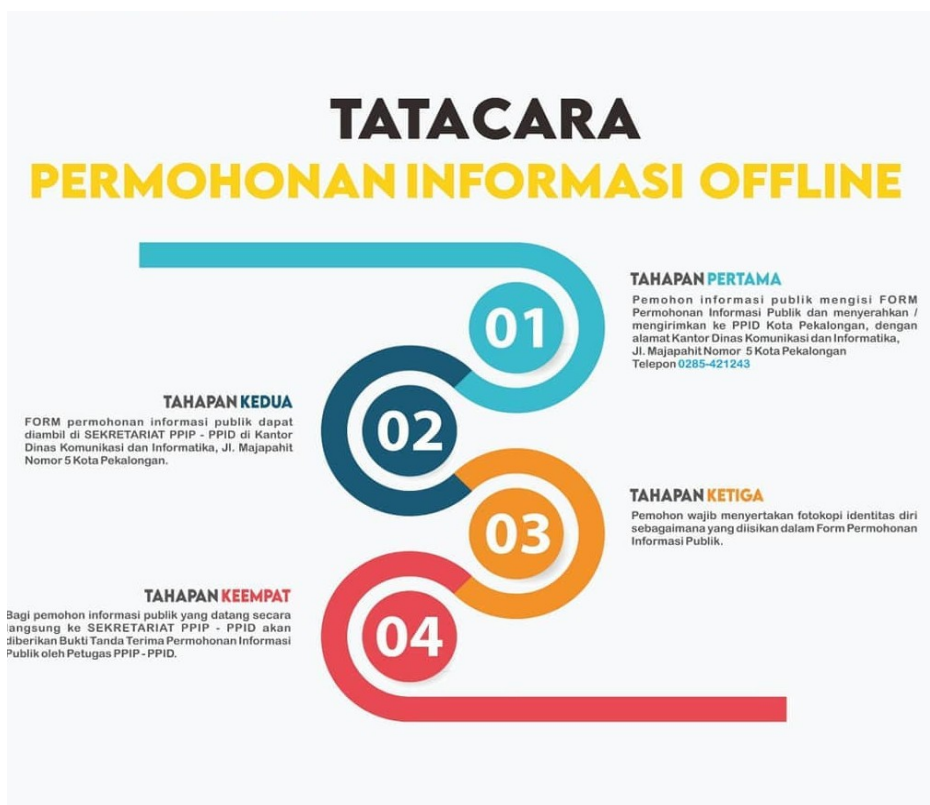 TATACARA
PERMOHONAN INFORMASI OFFLINE
01
TAHAPAN PERTAMA
Pemohon informasi publik mengisi FORM
Permohonan Informasi Publik dan menyerahkan /
mengirimkan ke PPID Kota Pekalongan, dengan
alamat Kantor Dinas Komunikasi dan Informatika,
Jl. Majapahit Nomor 5 Kota Pekalongan
Telepon 0285-421243
02
TAHAPAN KEDUA
FORM permohonan informasi publik dapat
diambil di SEKRETARIAT PPIP - PPID di Kantor
Dinas Komunikasi dan Informatika, Jl. Majapahit
Nomor 5 Kota Pekalongan.
03
TAHAPAN KETIGA
Pemohon wajib menyertakan fotokopi identitas diri
sebagaimana yang diisikan dalam Form Permohonan
Informasi Publik.
04
TAHAPAN KEEMPAT
Bagi pemohon informasi publik yang datang secara
langsung ke SEKRETARIAT PPIP - PPID akan
diberikan Bukti Tanda Terima Permohonan Informasi
Publik oleh Petugas PPIP - PPID.